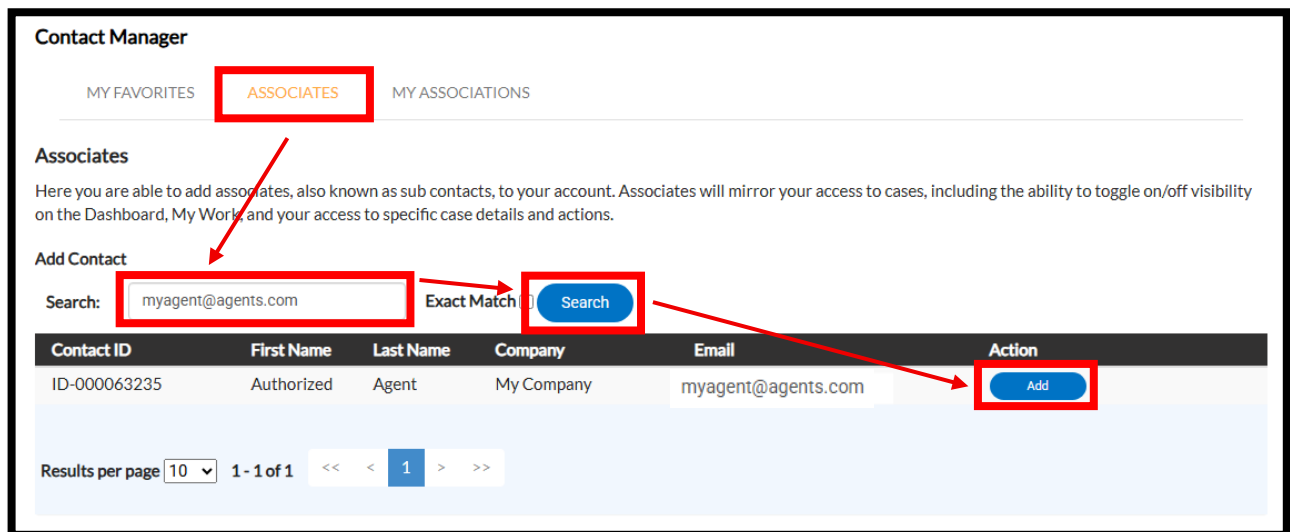 Contact Manager
MY FAVORITES ASSOCIATES MY ASSOCIATIONS
Associates
Here you are able to add associates, also known as sub contacts, to your account. Associates will mirror your access to cases, including the ability to toggle on/off visibility
on the Dashboard, My Work, and your access to specific case details and actions.
Add Contact
Search: myagent@agents.com Exact Match Search
Contact ID First Name Last Name Company Email Action
ID-000063235 Authorized Agent My Company myagent@agents.com Add
Results per page 10 1 - 1 of 1 << < 1 > >>